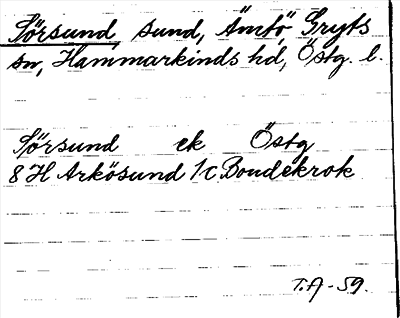 Sörsund, sund, Ämtö, Gryts
sn, Hammarkinds hd, Östg. l.
Sörsund ek Östg
8 H Arkösund 1c Bondekrok
T.A-59.